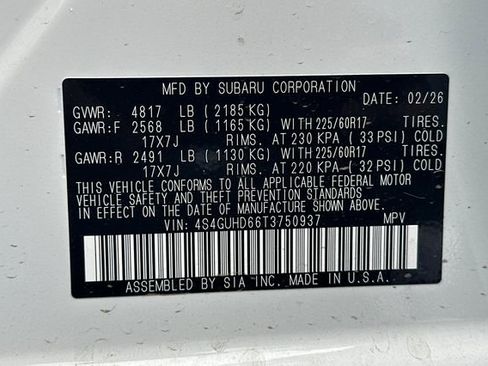 MFD BY SUBARU CORPORATION
GVWR: 4817 LB (2185 KG) DATE: 02/26
GAWR:F 2568 LB (1165 KG) WITH 225/60R17 TIRES.
17X7J RIMS. AT 230 KPA (33 PSI) COLD
GAWR:R 2491 LB (1130 KG) WITH 225/60R17 TIRES.
17X7J RIMS. AT 220 KPA (32 PSI) COLD
THIS VEHICLE CONFORMS TO ALL APPLICABLE FEDERAL MOTOR
VEHICLE SAFETY AND THEFT PREVENTION STANDARDS
IN EFFECT ON THE DATE OF MANUFACTURE SHOWN ABOVE.
VIN: 4S4GUHD66T3750937 MPV
ASSEMBLED BY SIA INC. MADE IN U.S.A.